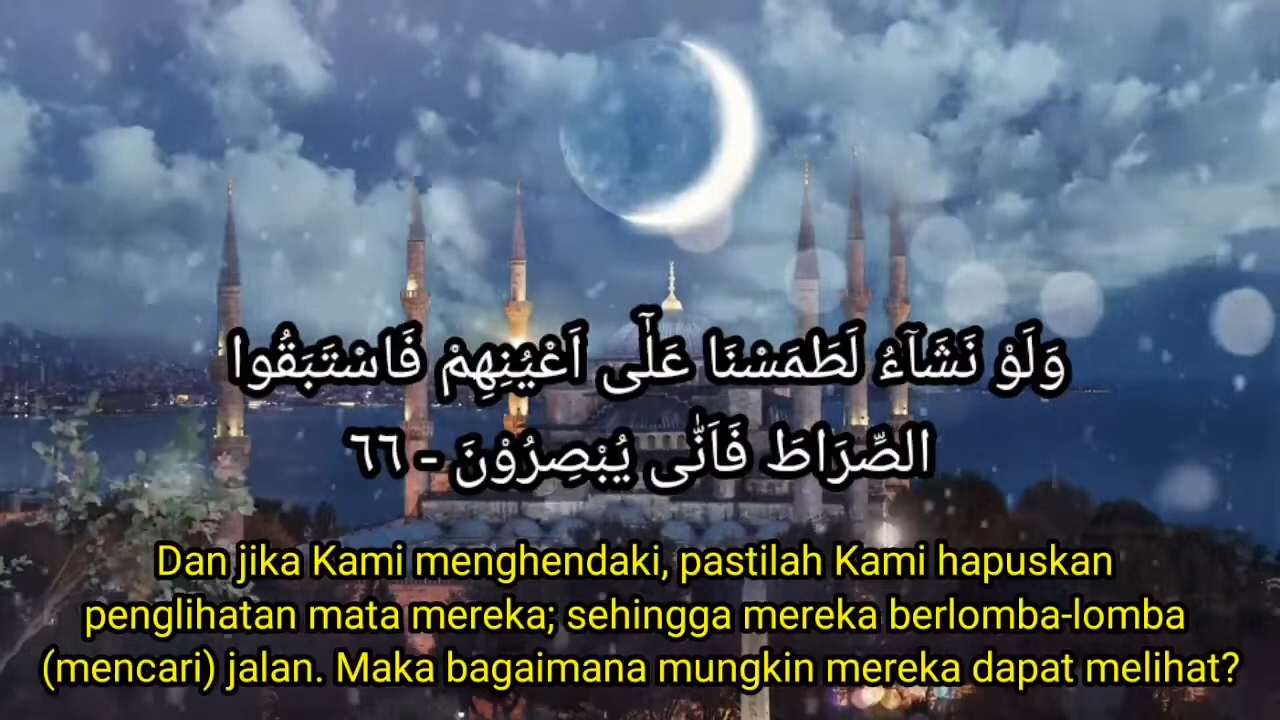 وَلَوْ نَشَآءُ لَطَمَسْنَا عَلٰٓى اَعْيُنِهِمْ فَاسْتَبَقُوا
الصِّرَاطَ فَاَنّٰى يُبْصِرُوْنَ - ٦٦
Dan jika Kami menghendaki, pastilah Kami hapuskan
penglihatan mata mereka; sehingga mereka berlomba-lomba
(mencari) jalan. Maka bagaimana mungkin mereka dapat melihat?